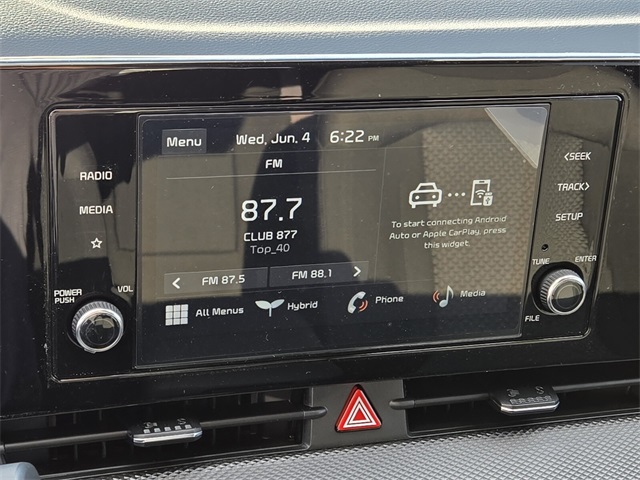 Menu
Wed, Jun. 4
6:22 PM
FM
87.7
CLUB 877
Top_40
< FM 87.5
FM 88.1 >
All Menus
Hybrid
Phone
Media
To start connecting Android
Auto or Apple CarPlay, press
this widget.
RADIO
MEDIA
☆
POWER
PUSH
VOL
<SEEK
TRACK>
SETUP
TUNE
ENTER
FILE